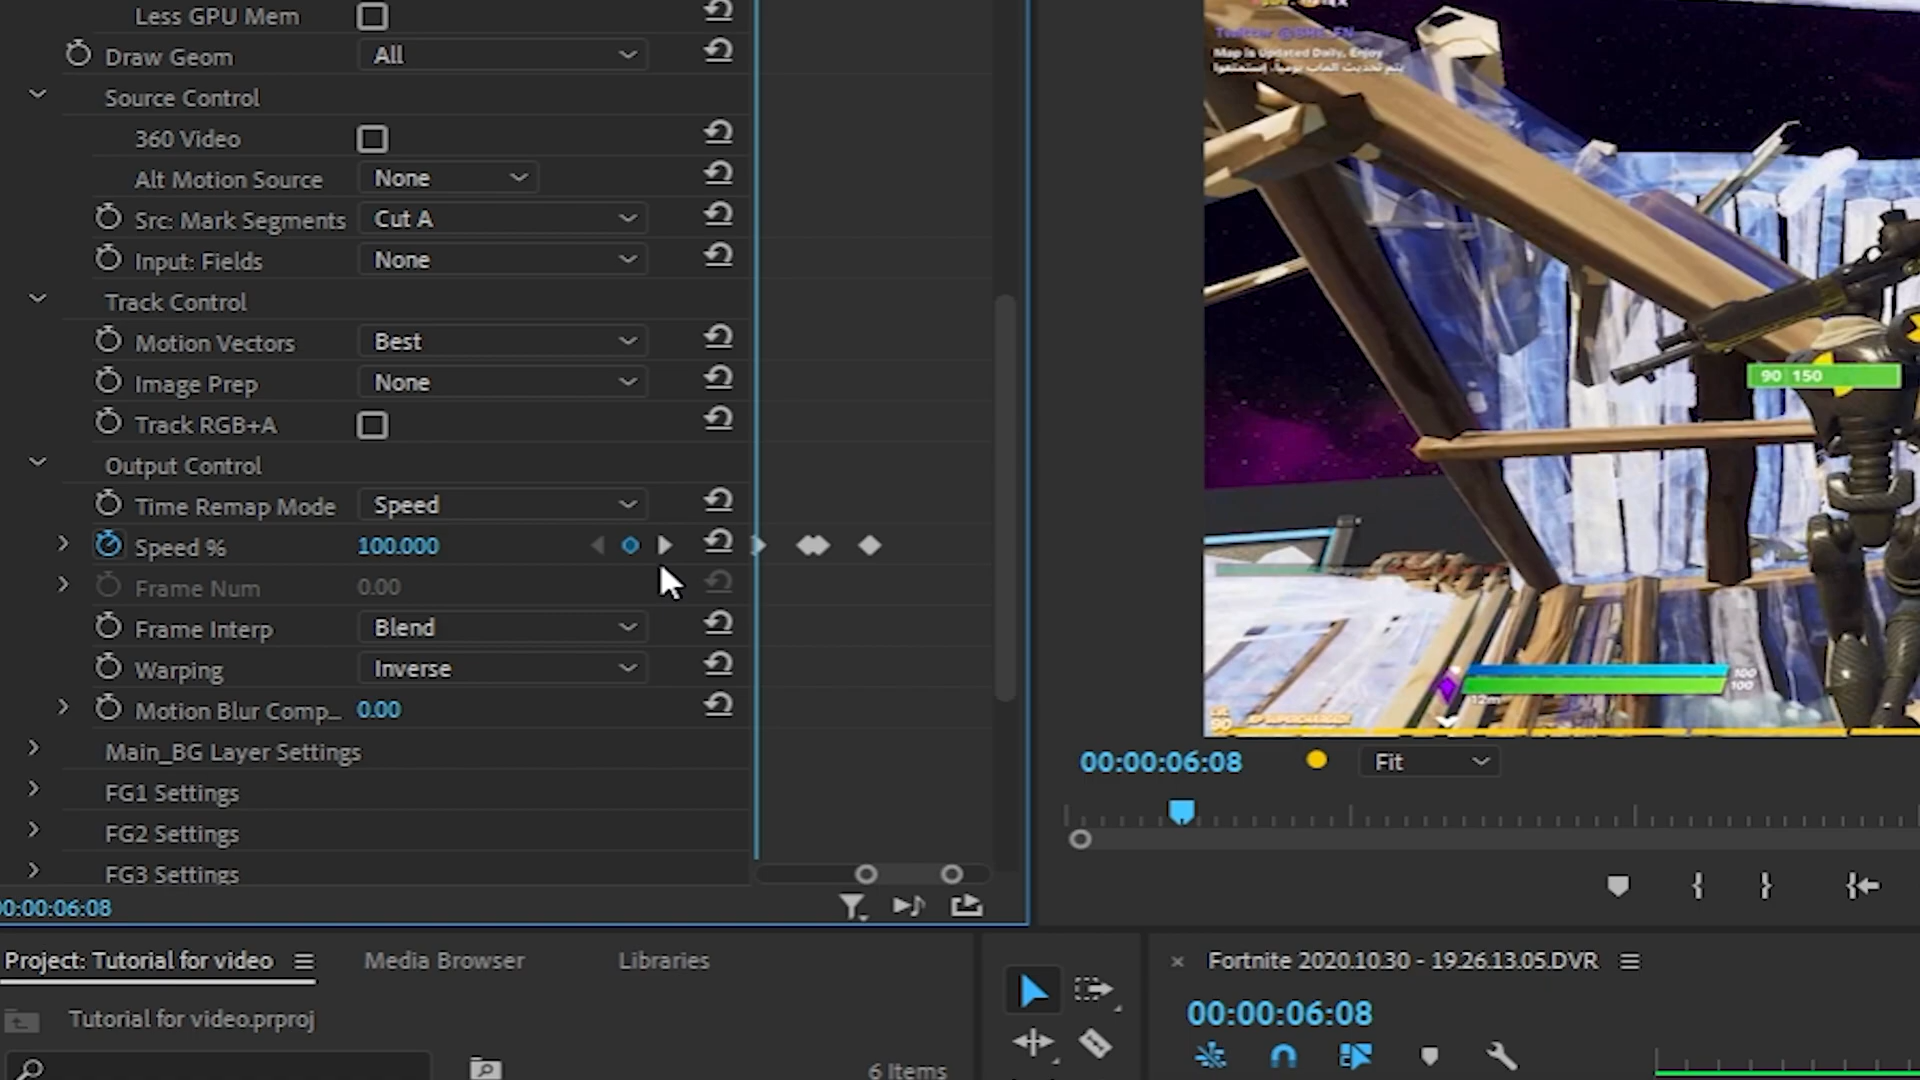 Less GPU Mem
Draw Geom All
Source Control
360 Video
Alt Motion Source None
Src: Mark Segments Cut A
Input: Fields None
Track Control
Motion Vectors Best
Image Prep None
Track RGB+A
Output Control
Time Remap Mode Speed
Speed % 100.000
Frame Num 0.00
Frame Interp Blend
Warping Inverse
Motion Blur Comp... 0.00
Main_BG Layer Settings
FG1 Settings
FG2 Settings
FG3 Settings
00:00:06:08
Map is Updated Daily, Enjoy
90 150
100
100
12m
90
00:00:06:08 Fit
Project: Tutorial for video Media Browser Libraries
Tutorial for video.prproj
6 Items
Fortnite 2020.10.30 - 19.26.13.05.DVR
00:00:06:08